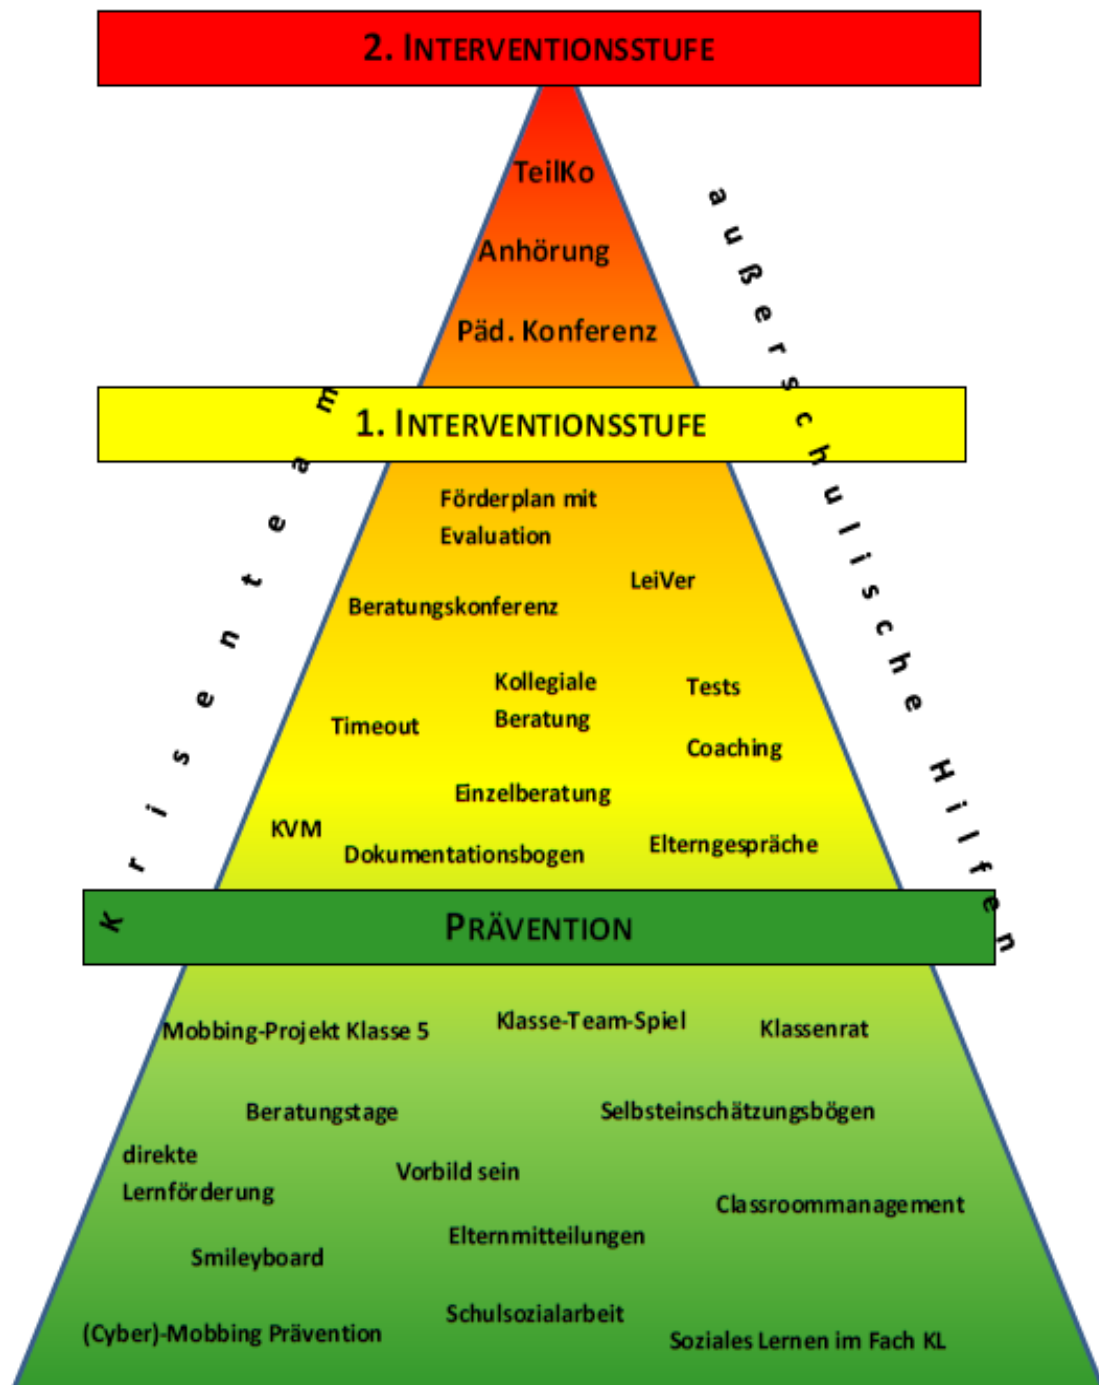 2. INTERVENTIONSSTUFE
TeilKo
Anhörung
Päd. Konferenz
außerschulische Hilfen
Krisenteam
1. INTERVENTIONSSTUFE
Förderplan mit
Evaluation
LeiVer
Beratungskonferenz
Kollegiale
Beratung
Tests
Timeout
Coaching
Einzelberatung
KVM
Dokumentationsbogen
Elterngespräche
PRÄVENTION
Mobbing-Projekt Klasse 5
Klasse-Team-Spiel
Klassenrat
Beratungstage
Selbsteinschätzungsbögen
direkte
Lernförderung
Vorbild sein
Classroommanagement
Elternmitteilungen
Smileyboard
Schulsozialarbeit
(Cyber)-Mobbing Prävention
Soziales Lernen im Fach KL